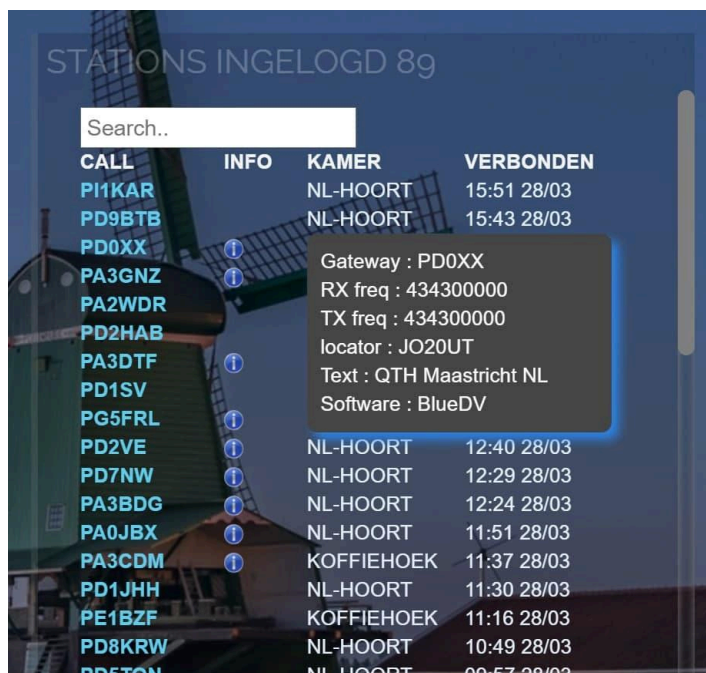 STATIONS INGELOGD 89
Search..
CALL INFO KAMER VERBONDEN
PI1KAR NL-HOORT 15:51 28/03
PD9BTB NL-HOORT 15:43 28/03
PD0XX
PA3GNZ
PA2WDR
PD2HAB
PA3DTF
PD1SV
PG5FRL
Gateway : PD0XX
RX freq : 434300000
TX freq : 434300000
locator : JO20UT
Text : QTH Maastricht NL
Software : BlueDV
PD2VE NL-HOORT 12:40 28/03
PD7NW NL-HOORT 12:29 28/03
PA3BDG NL-HOORT 12:24 28/03
PA0JBX NL-HOORT 11:51 28/03
PA3CDM KOFFIEHOEK 11:37 28/03
PD1JHH NL-HOORT 11:30 28/03
PE1BZF KOFFIEHOEK 11:16 28/03
PD8KRW NL-HOORT 10:49 28/03